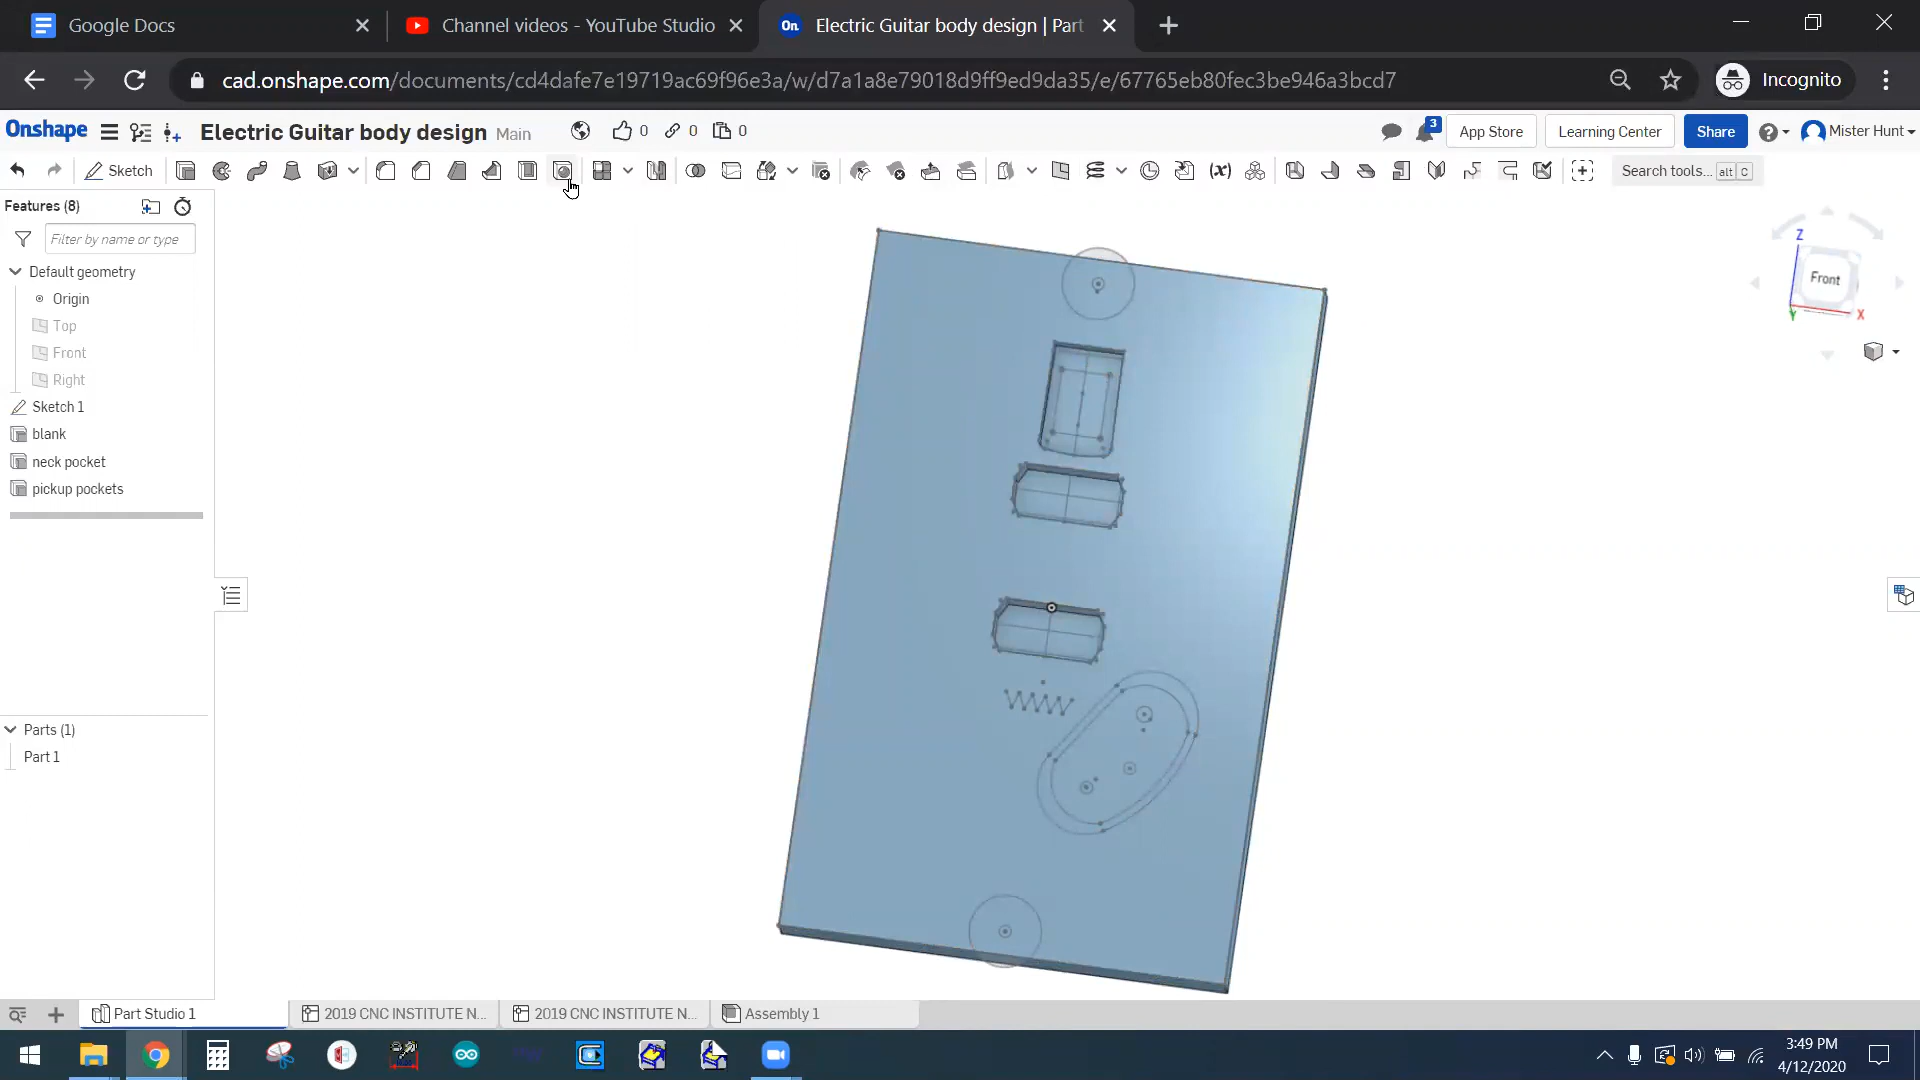 Google Docs
Channel videos - YouTube Studio
On
Electric Guitar body design | Part
cad.onshape.com/documents/cd4dafe7e19719ac69f96e3a/w/d7a1a8e79018d9ff9ed9da35/e/67765eb80fec3be946a3bcd7
Incognito
Onshape
Electric Guitar body design Main
0
0
0
3
App Store
Learning Center
Share
Mister Hunt
Sketch
(x)
Search tools... alt C
Features (8)
Filter by name or type
Default geometry
Origin
Top
Front
Right
Sketch 1
blank
neck pocket
pickup pockets
Parts (1)
Part 1
Z
Front
X
Y
Part Studio 1
2019 CNC INSTITUTE N...
2019 CNC INSTITUTE N...
Assembly 1
3:49 PM
4/12/2020